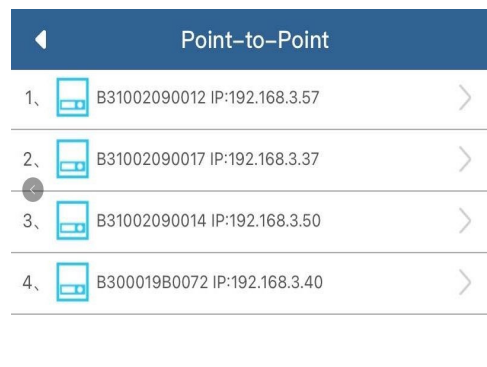 Point-to-Point
1、 B31002090012 IP:192.168.3.57
2、 B31002090017 IP:192.168.3.37
3、 B31002090014 IP:192.168.3.50
4、 B300019B0072 IP:192.168.3.40